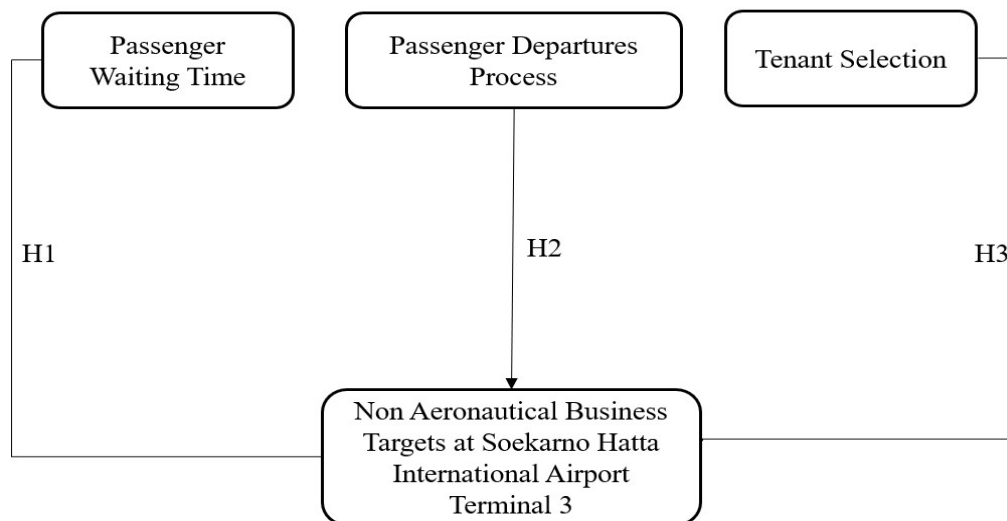 Passenger
Waiting Time
Passenger Departures
Process
Tenant Selection
H1
H2
H3
Non Aeronautical Business
Targets at Soekarno Hatta
International Airport
Terminal 3